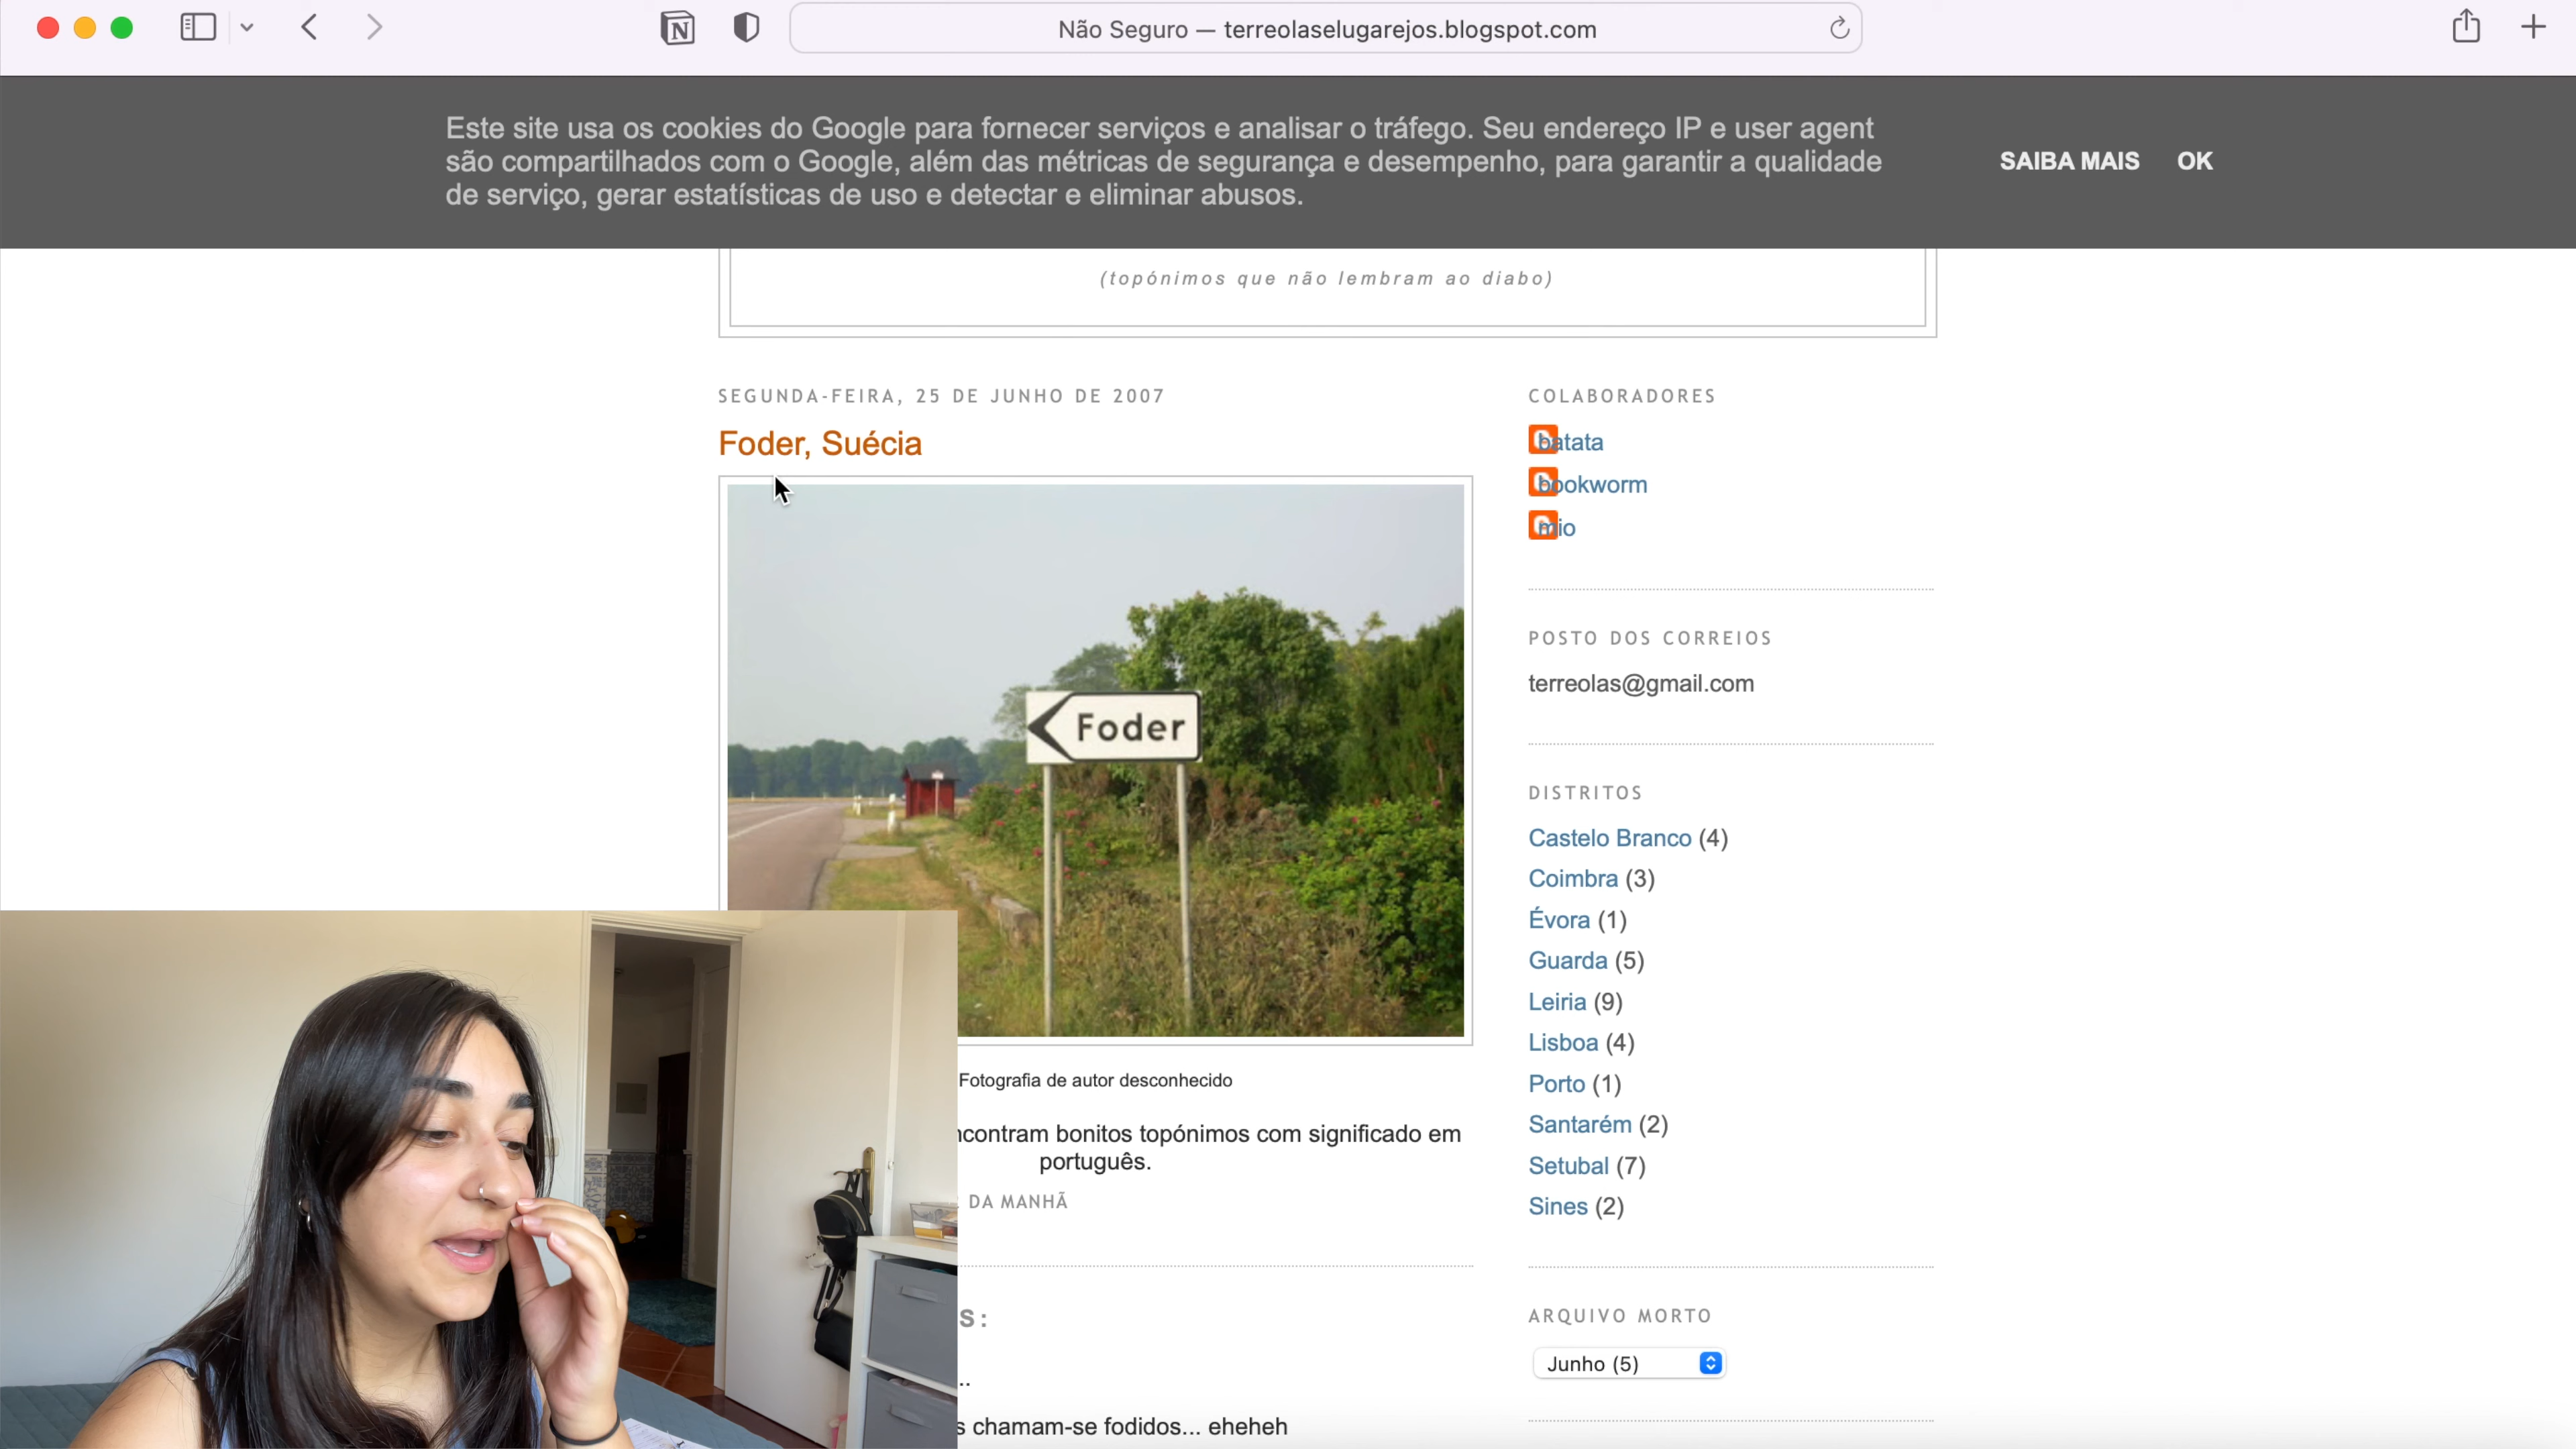 Não Seguro — terreolaselugarejos.blogspot.com
Este site usa os cookies do Google para fornecer serviços e analisar o tráfego. Seu endereço IP e user agent
são compartilhados com o Google, além das métricas de segurança e desempenho, para garantir a qualidade
de serviço, gerar estatísticas de uso e detectar e eliminar abusos.
SAIBA MAIS OK
(topónimos que não lembram ao diabo)
SEGUNDA-FEIRA, 25 DE JUNHO DE 2007
Foder, Suécia
Foder
Fotografia de autor desconhecido
bonitos topónimos com significado em
português.
DA MANHÃ
S:
..
s chamam-se fodidos... eheheh
COLABORADORES
batata
bookworm
mio
POSTO DOS CORREIOS
terreolas@gmail.com
DISTRITOS
Castelo Branco (4)
Coimbra (3)
Évora (1)
Guarda (5)
Leiria (9)
Lisboa (4)
Porto (1)
Santarém (2)
Setubal (7)
Sines (2)
ARQUIVO MORTO
Junho (5)